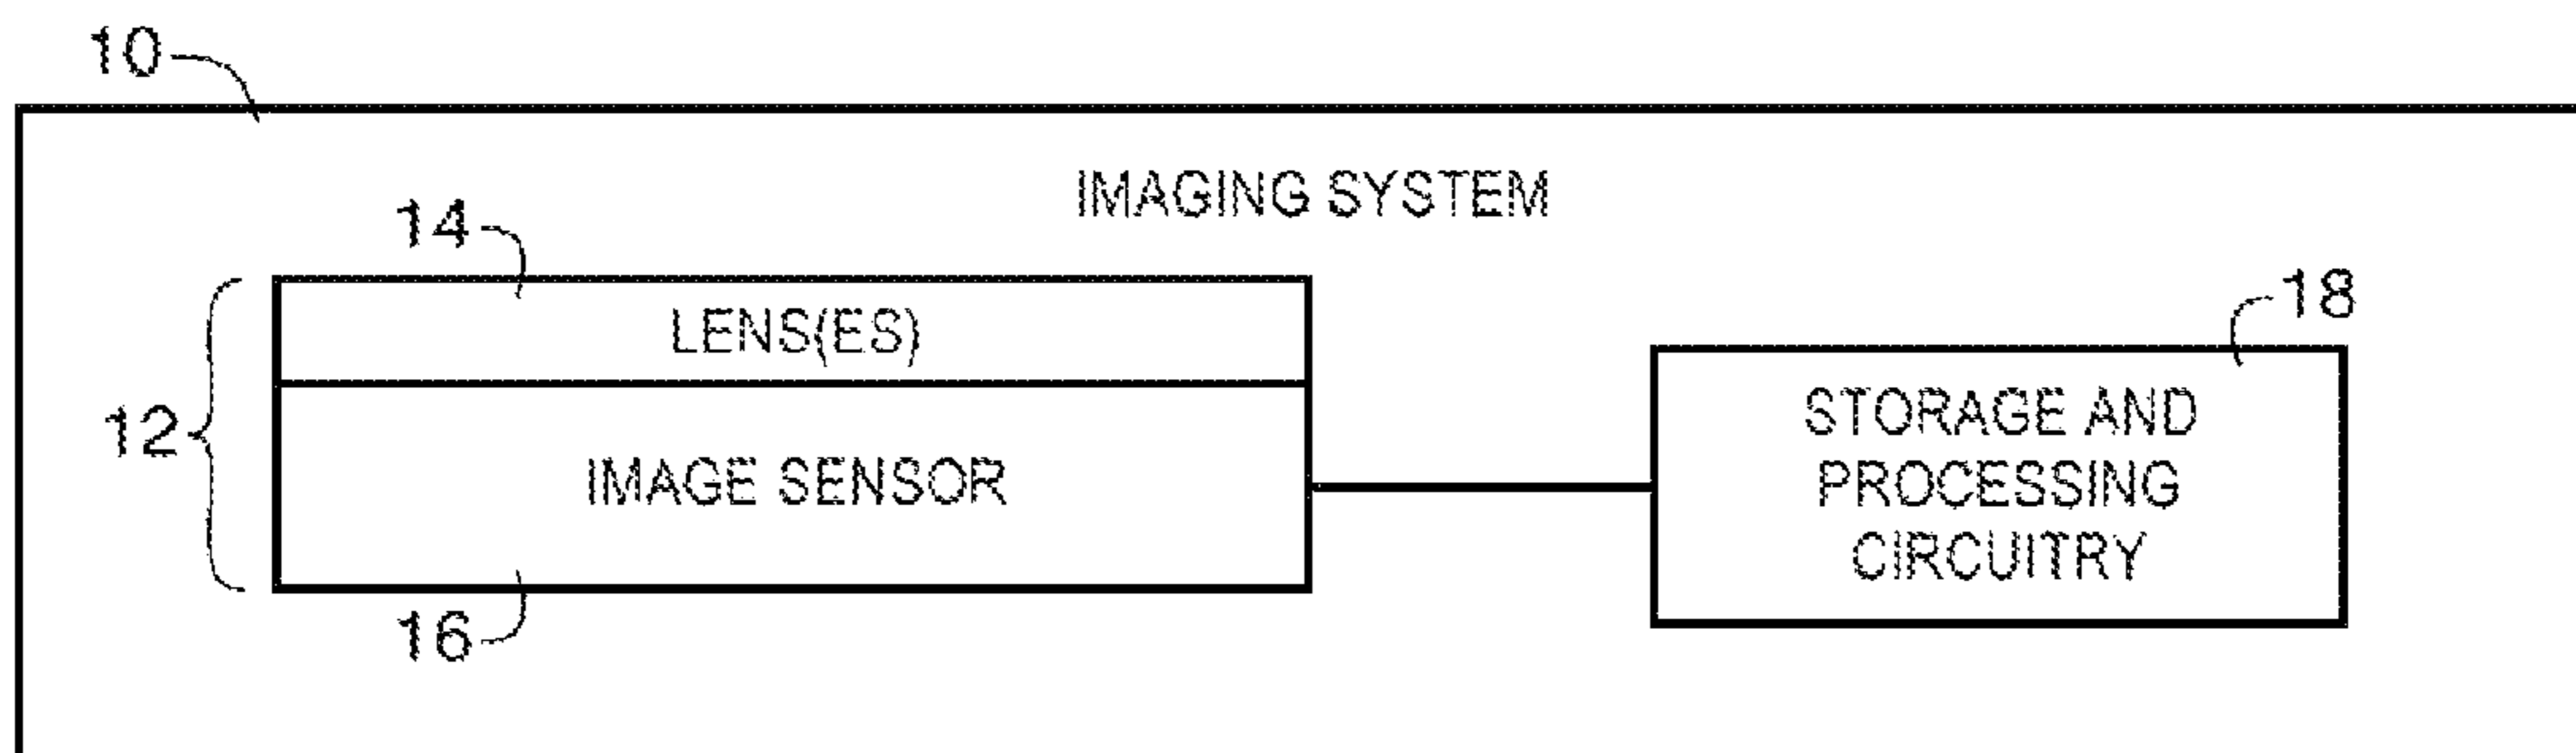 10
IMAGING SYSTEM
14
LENS(ES)
18
12
STORAGE AND
PROCESSING
CIRCUITRY
IMAGE SENSOR
16